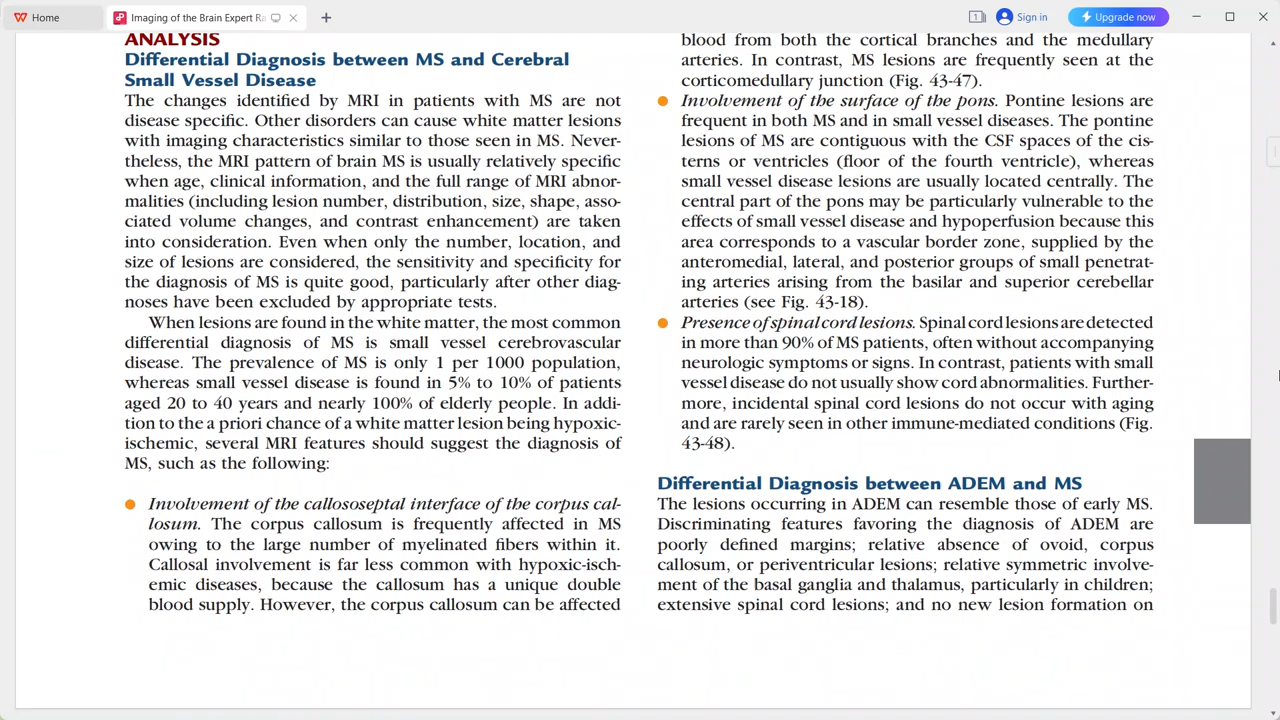 Home
Imaging of the Brain Expert Ra
Sign in
Upgrade now
ANALYSIS
Differential Diagnosis between MS and Cerebral
Small Vessel Disease
The changes identified by MRI in patients with MS are not
disease specific. Other disorders can cause white matter lesions
with imaging characteristics similar to those seen in MS. Never-
theless, the MRI pattern of brain MS is usually relatively specific
when age, clinical information, and the full range of MRI abnor-
malities (including lesion number, distribution, size, shape, asso-
ciated volume changes, and contrast enhancement) are taken
into consideration. Even when only the number, location, and
size of lesions are considered, the sensitivity and specificity for
the diagnosis of MS is quite good, particularly after other diag-
noses have been excluded by appropriate tests.
When lesions are found in the white matter, the most common
differential diagnosis of MS is small vessel cerebrovascular
disease. The prevalence of MS is only 1 per 1000 population,
whereas small vessel disease is found in 5% to 10% of patients
aged 20 to 40 years and nearly 100% of elderly people. In addi-
tion to the a priori chance of a white matter lesion being hypoxic-
ischemic, several MRI features should suggest the diagnosis of
MS, such as the following:
Involvement of the callososeptal interface of the corpus cal-
losum. The corpus callosum is frequently affected in MS
owing to the large number of myelinated fibers within it.
Callosal involvement is far less common with hypoxic-isch-
emic diseases, because the callosum has a unique double
blood supply. However, the corpus callosum can be affected
blood from both the cortical branches and the medullary
arteries. In contrast, MS lesions are frequently seen at the
corticomedullary junction (Fig. 43-47).
Involvement of the surface of the pons. Pontine lesions are
frequent in both MS and in small vessel diseases. The pontine
lesions of MS are contiguous with the CSF spaces of the cis-
terns or ventricles (floor of the fourth ventricle), whereas
small vessel disease lesions are usually located centrally. The
central part of the pons may be particularly vulnerable to the
effects of small vessel disease and hypoperfusion because this
area corresponds to a vascular border zone, supplied by the
anteromedial, lateral, and posterior groups of small penetrat-
ing arteries arising from the basilar and superior cerebellar
arteries (see Fig. 43-18).
Presence of spinal cord lesions. Spinal cord lesions are detected
in more than 90% of MS patients, often without accompanying
neurologic symptoms or signs. In contrast, patients with small
vessel disease do not usually show cord abnormalities. Further-
more, incidental spinal cord lesions do not occur with aging
and are rarely seen in other immune-mediated conditions (Fig.
43-48).
Differential Diagnosis between ADEM and MS
The lesions occurring in ADEM can resemble those of early MS.
Discriminating features favoring the diagnosis of ADEM are
poorly defined margins; relative absence of ovoid, corpus
callosum, or periventricular lesions; relative symmetric involve-
ment of the basal ganglia and thalamus, particularly in children;
extensive spinal cord lesions; and no new lesion formation on